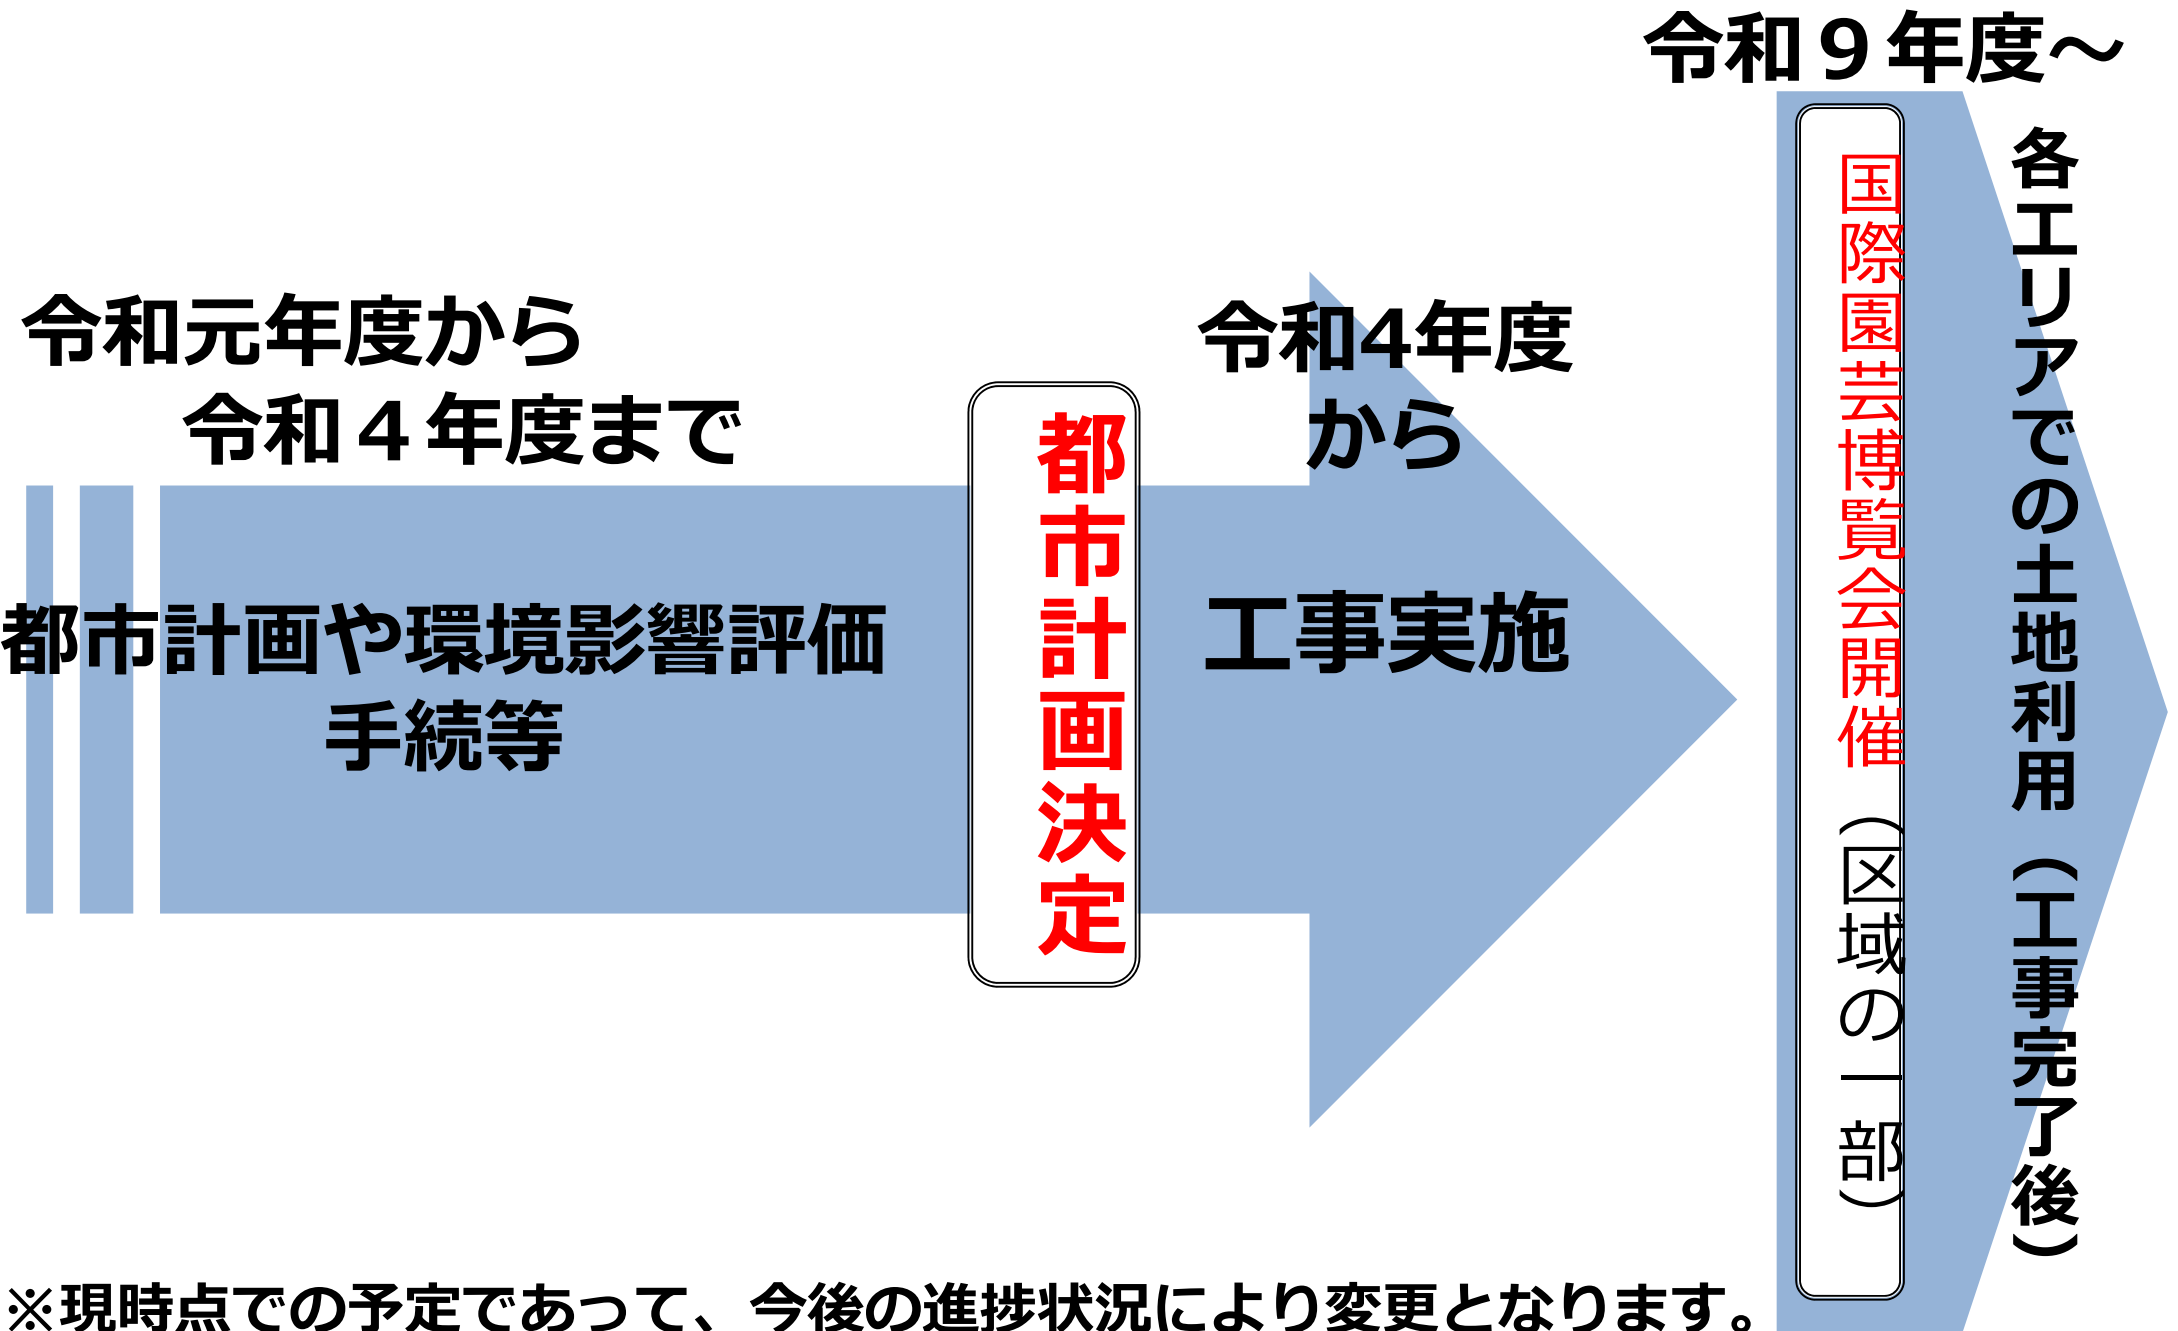 令和元年度から
令和４年度まで
都市計画や環境影響評価
手続等
都市計画決定
令和4年度
から
工事実施
令和９年度～
国際園芸博覧会開催（区域の一部）
各エリアでの土地利用（工事完了後）
※現時点での予定であって、今後の進捗状況により変更となります。